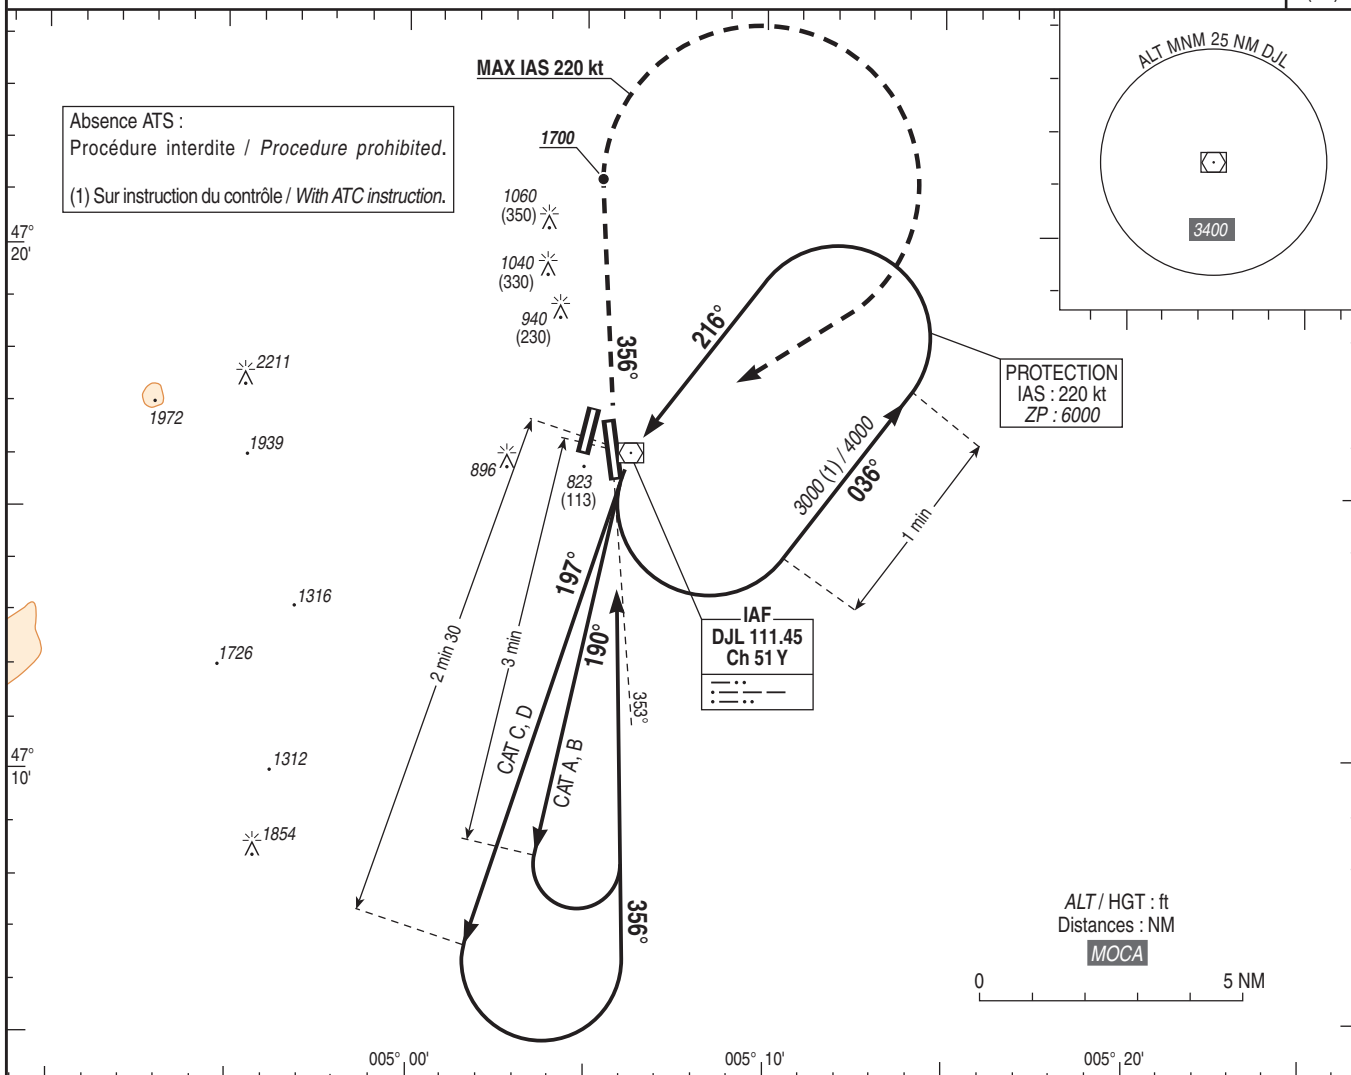 MAX IAS 220 kt
ALT MNM 25 NM DJL
3400
Absence ATS :
Procédure interdite / Procedure prohibited.
(1) Sur instruction du contrôle / With ATC instruction.
1700
1060
(350)
1040
(330)
940
(230)
47°
20'
216°
356°
2211
1972
1939
896
823
(113)
PROTECTION
IAS : 220 kt
ZP : 6000
3000 (1) / 4000
036°
1 min
197°
190°
2 min 30
3 min
353°
IAF
DJL 111.45
Ch 51 Y
1316
1726
CAT C, D
CAT A, B
47°
10'
1312
1854
356°
ALT / HGT : ft
Distances : NM
MOCA
0
5 NM
005° 00'
005° 10'
005° 20'